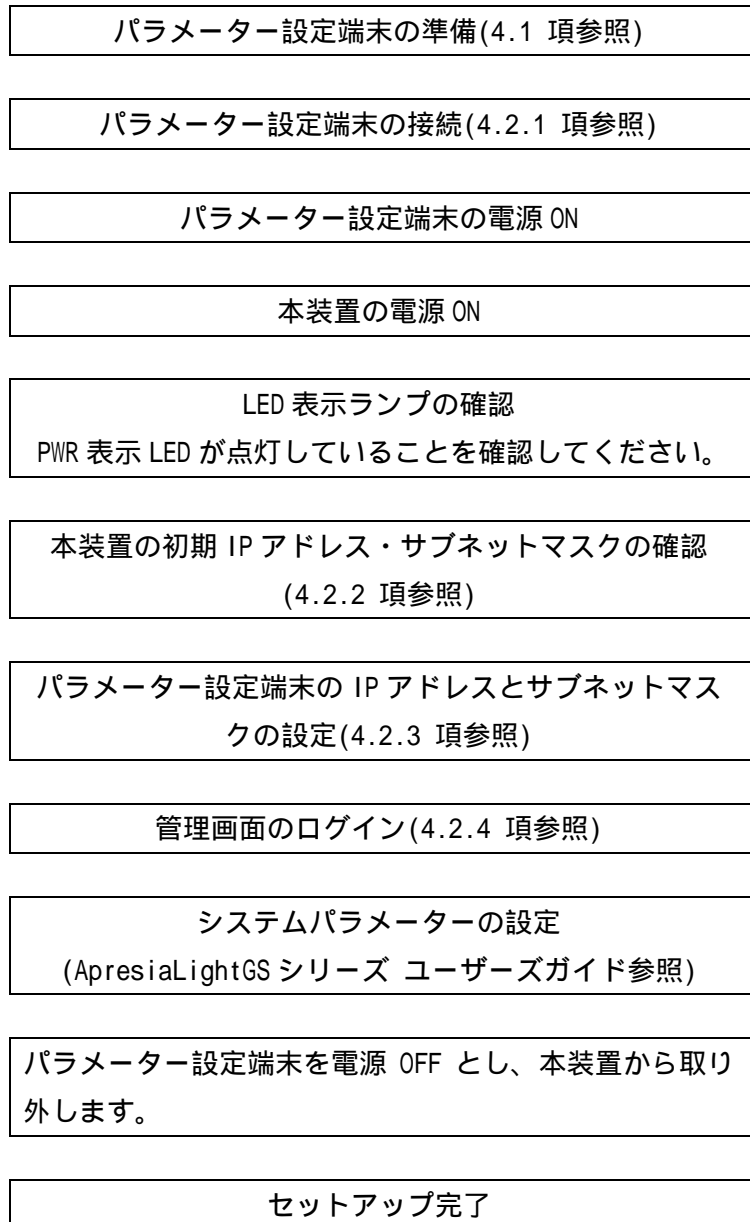 パラメーター設定端末の準備(4.1 項参照)
パラメーター設定端末の接続(4.2.1 項参照)
パラメーター設定端末の電源 ON
本装置の電源 ON
LED 表示ランプの確認
PWR 表示 LED が点灯していることを確認してください。
本装置の初期 IP アドレス・サブネットマスクの確認
(4.2.2 項参照)
パラメーター設定端末の IP アドレスとサブネットマス
クの設定(4.2.3 項参照)
管理画面のログイン(4.2.4 項参照)
システムパラメーターの設定
(ApresiaLightGS シリーズ ユーザーズガイド参照)
パラメーター設定端末を電源 OFF とし、本装置から取り
外します。
セットアップ完了